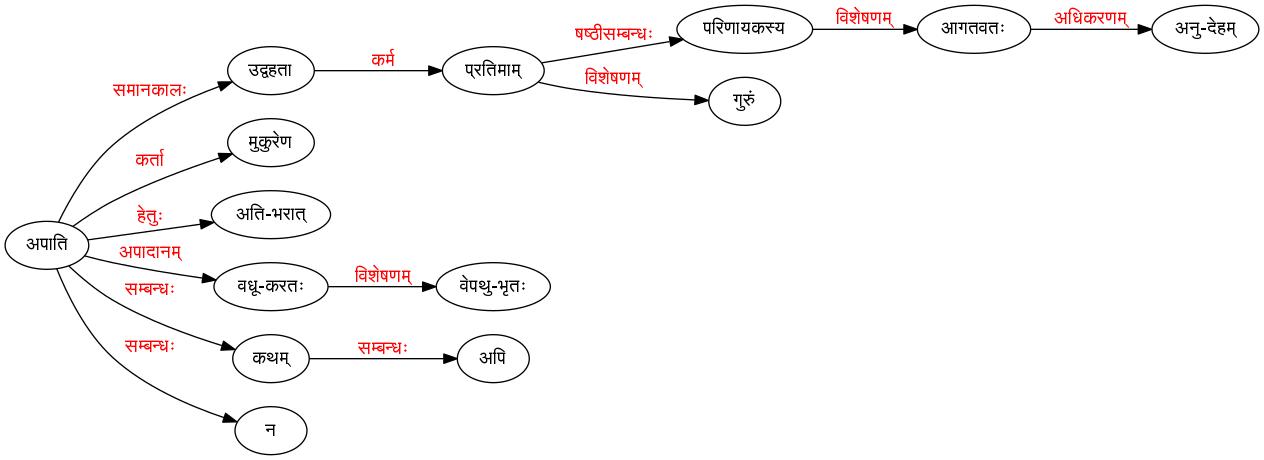 षष्ठीसम्बन्धः परिणायकस्य विशेषणम् आगतवतः अधिकरणम् अनु-देहम्
समानकालः उद्वहता कर्म प्रतिमाम् विशेषणम् गुरुं
कर्ता मुकुरेण
हेतुः अति-भरात्
अपाति अपादानम् वधू-करतः विशेषणम् वेपथु-भृतः
सम्बन्धः कथम् सम्बन्धः अपि
सम्बन्धः न